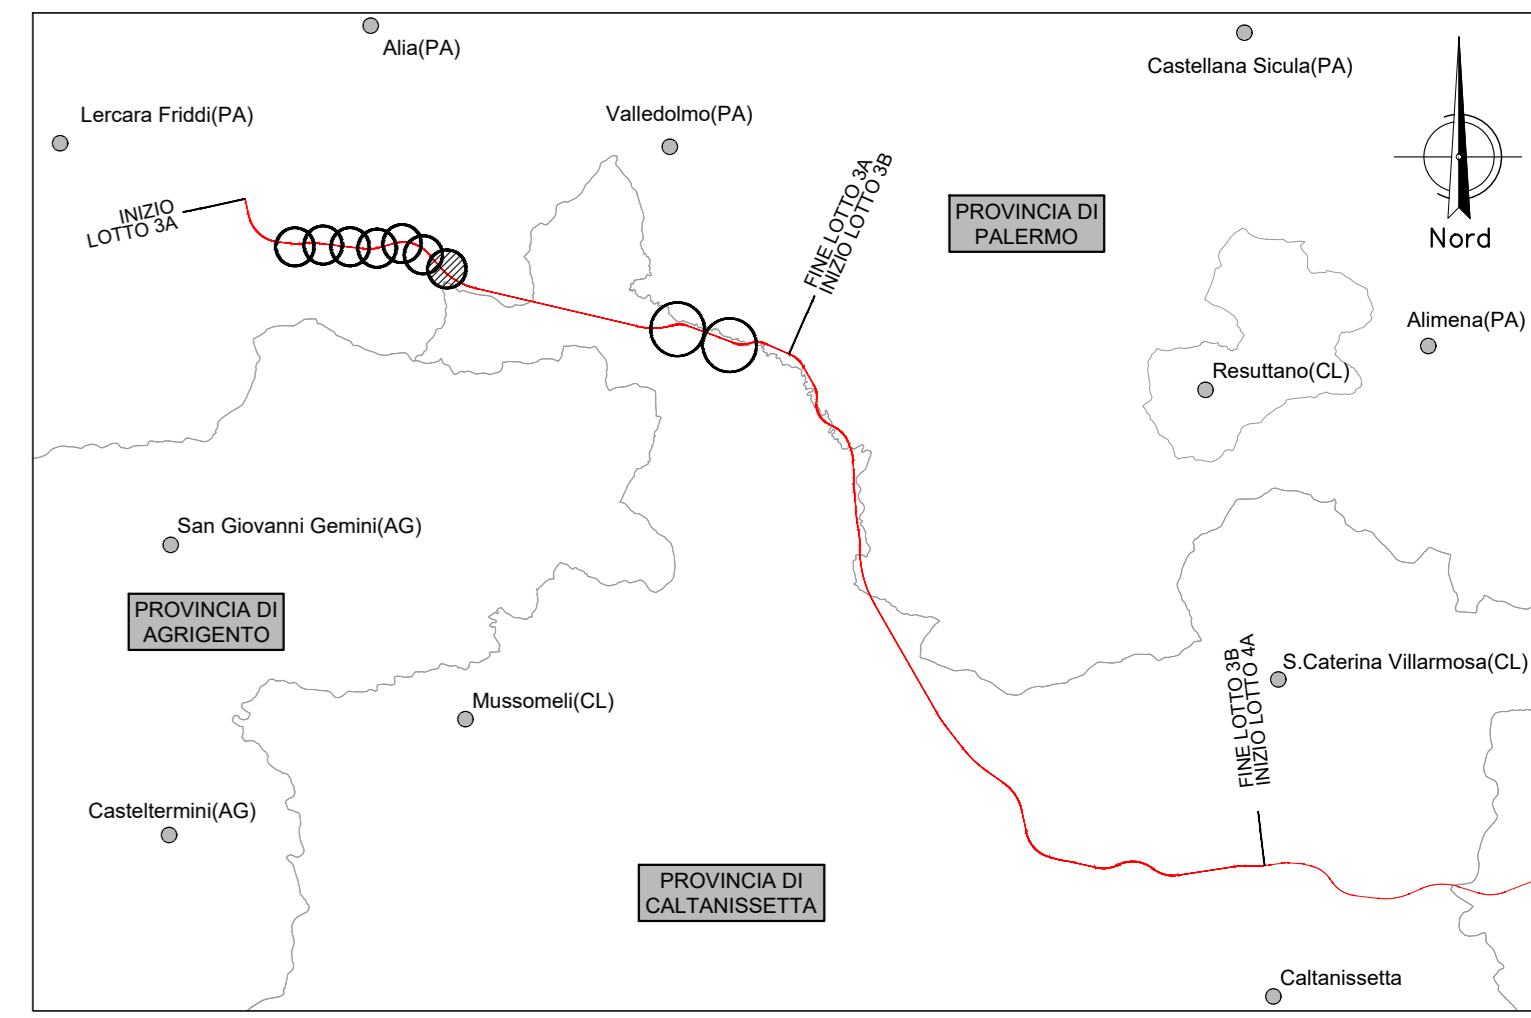 Alia(PA)
Castellana Sicula(PA)
Lercara Friddi(PA)
Valledolmo(PA)
INIZIO
LOTTO 3A
FINE LOTTO 3A
INIZIO LOTTO 3B
PROVINCIA DI
PALERMO
Nord
Alimena(PA)
Resuttano(CL)
San Giovanni Gemini(AG)
PROVINCIA DI
AGRIGENTO
FINE LOTTO 3B
INIZIO LOTTO 4A
S.Caterina Villarmosa(CL)
Mussomeli(CL)
Casteltermini(AG)
PROVINCIA DI
CALTANISSETTA
Caltanissetta